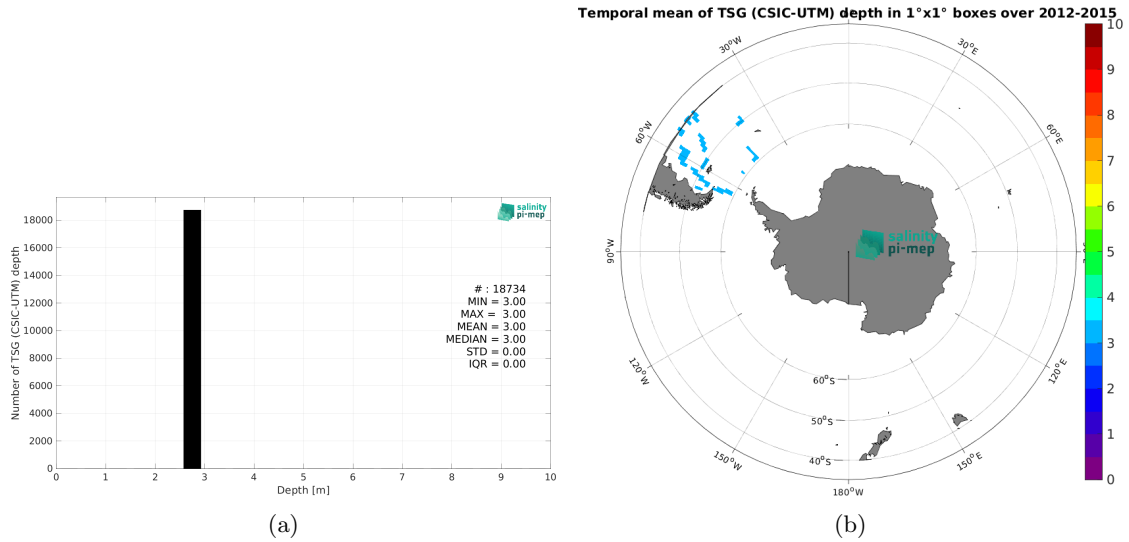 Temporal mean of TSG (CSIC-UTM) depth in 1°x1° boxes over 2012-2015
Number of TSG (CSIC-UTM) depth
18000
16000
14000
12000
10000
8000
6000
4000
2000
0
0 1 2 3 4 5 6 7 8 9 10
Depth [m]
salinity
pi-mep
# : 18734
MIN = 3.00
MAX = 3.00
MEAN = 3.00
MEDIAN = 3.00
STD = 0.00
IQR = 0.00
(a)
0°
30°W
30°E
60°W
60°E
90°W
120°W
120°E
150°W
150°E
180°W
60°S
50°S
40°S
salinity
pi-mep
10
9
8
7
6
5
4
3
2
1
0
(b)